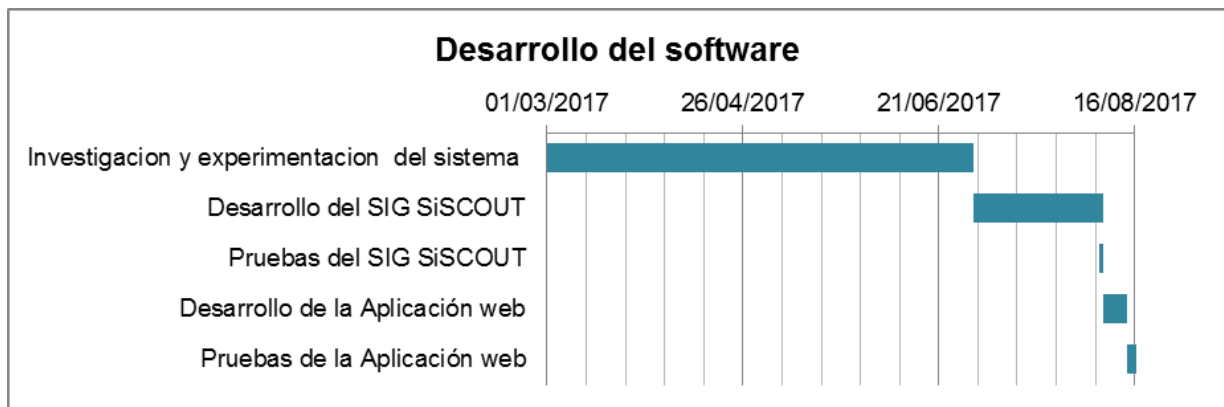 Desarrollo del software
01/03/2017 26/04/2017 21/06/2017 16/08/2017
Investigacion y experimentacion del sistema
Desarrollo del SIG SiSCOUT
Pruebas del SIG SiSCOUT
Desarrollo de la Aplicación web
Pruebas de la Aplicación web